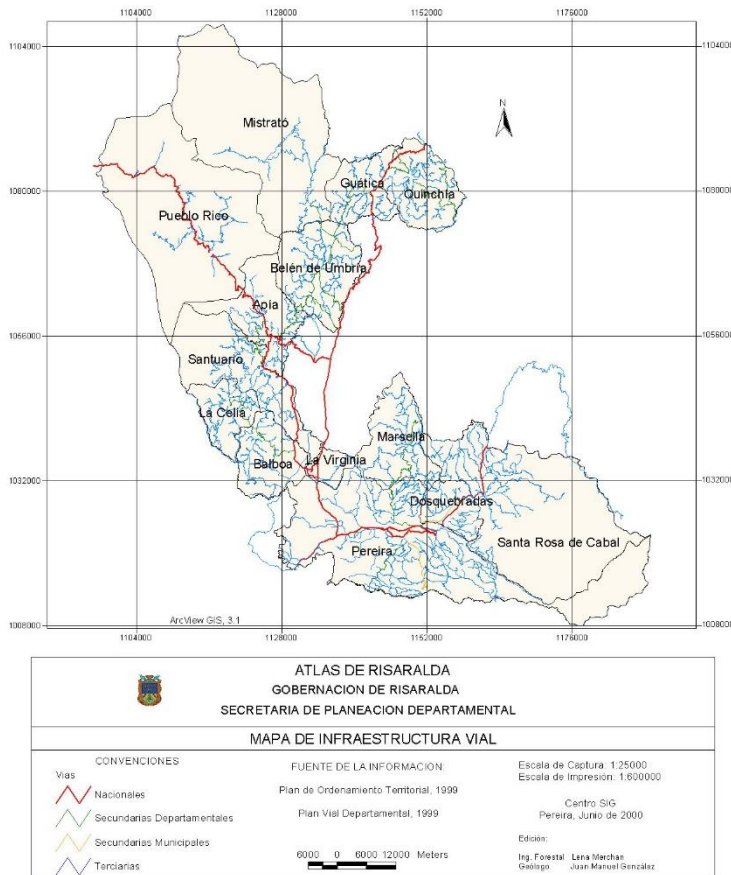 1104000 1128000 1152000 1176000
1104000 1104000
Mistrató
N
Guática
1080000 1080000
Quinchía
Pueblo Rico
Belén de Umbría
Apía
1056000 1056000
Santuario
La Celia
Marsella
La Virginia
Balboa
1032000 1032000
Dosquebradas
Santa Rosa de Cabal
Pereira
ArcView GIS, 3.1
1008000 1008000
1104000 1128000 1152000 1176000
ATLAS DE RISARALDA
GOBERNACION DE RISARALDA
SECRETARIA DE PLANEACION DEPARTAMENTAL
MAPA DE INFRAESTRUCTURA VIAL
CONVENCIONES
Vias
Nacionales
Secundarias Departamentales
Secundarias Municipales
Terciarias
FUENTE DE LA INFORMACION:
Plan de Ordenamiento Territorial, 1999
Plan Vial Departamental, 1999
6000 0 6000 12000 Meters
Escala de Captura: 1:25000
Escala de Impresión: 1:600000
Centro SIG
Pereira, Junio de 2000
Edición:
Ing. Forestal Lena Merchan
Geólogo Juan Manuel González